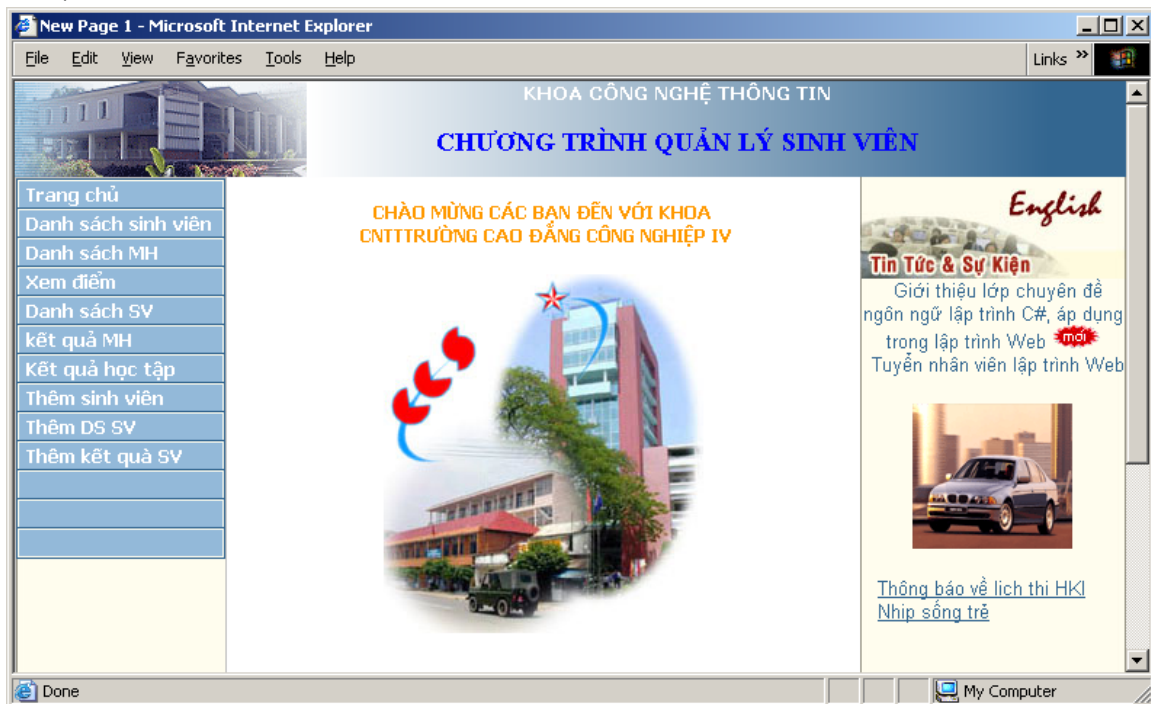 New Page 1 - Microsoft Internet Explorer
File Edit View Favorites Tools Help Links »
KHOA CÔNG NGHỆ THÔNG TIN
CHƯƠNG TRÌNH QUẢN LÝ SINH VIÊN
Trang chủ
Danh sách sinh viên
Danh sách MH
Xem điểm
Danh sách SV
kết quả MH
Kết quả học tập
Thêm sinh viên
Thêm DS SV
Thêm kết quà SV
CHÀO MỪNG CÁC BẠN ĐẾN VỚI KHOA
CNTTTRƯỜNG CAO ĐẲNG CÔNG NGHIỆP IV
English
Tin Tức & Sự Kiện
Giới thiệu lớp chuyên đề
ngôn ngữ lập trình C#, áp dụng
trong lập trình Web mới
Tuyển nhân viên lập trình Web
Thông báo về lich thi HKI
Nhip sống trẻ
Done My Computer